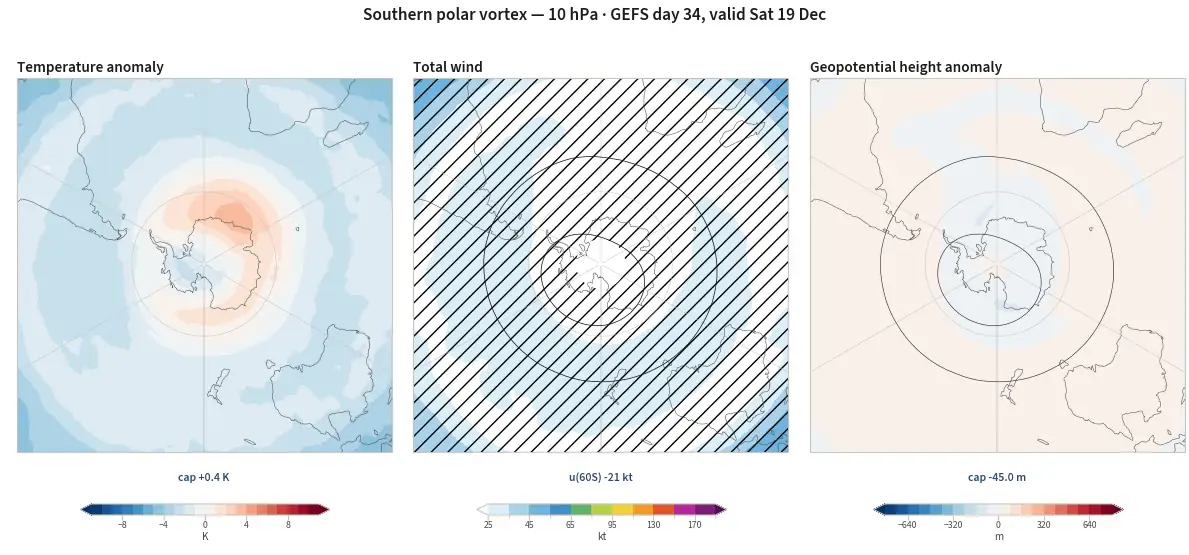 Southern polar vortex — 10 hPa · GEFS day 34, valid Sat 19 Dec
Temperature anomaly
Total wind
Geopotential height anomaly
cap +0.4 K
u(60S) -21 kt
cap -45.0 m
−8 −4 0 4 8
K
25 45 65 95 130 170
kt
−640 −320 0 320 640
m